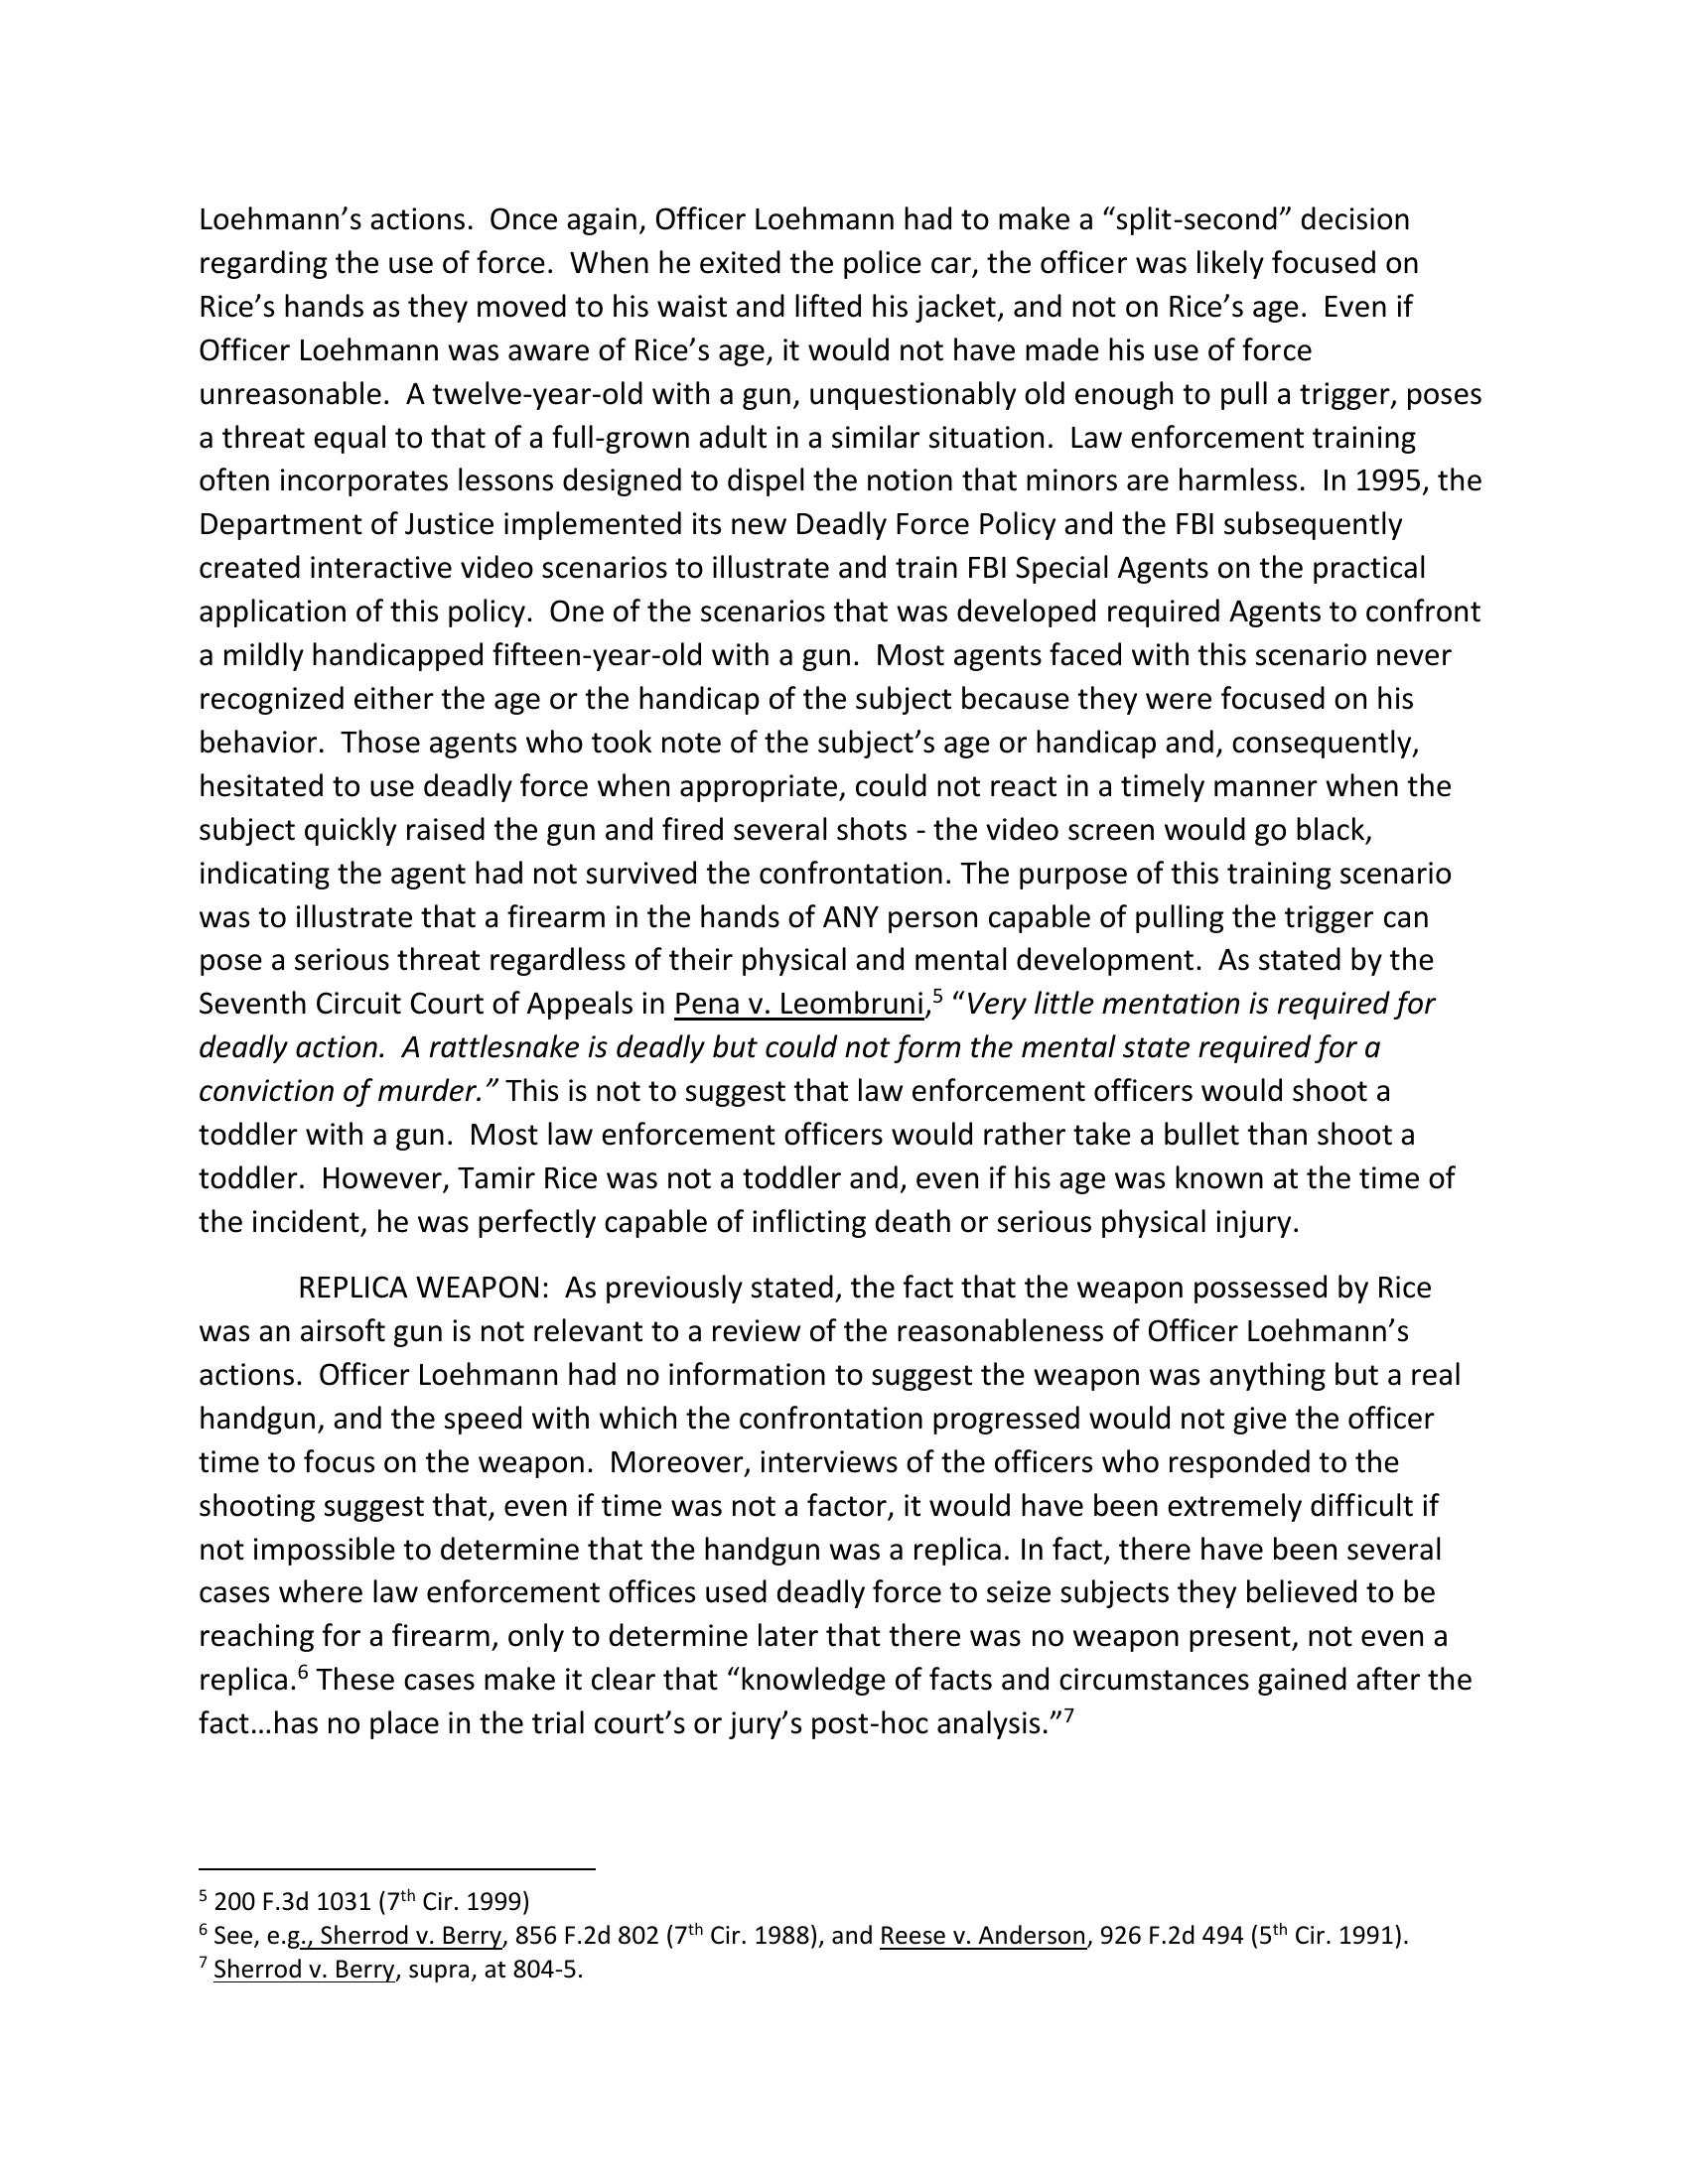 Loehmann’s actions.  Once again, Officer Loehmann had to make a “split-second” decision
regarding the use of force.  When he exited the police car, the officer was likely focused on
Rice’s hands as they moved to his waist and lifted his jacket, and not on Rice’s age.  Even if
Officer Loehmann was aware of Rice’s age, it would not have made his use of force
unreasonable.  A twelve-year-old with a gun, unquestionably old enough to pull a trigger, poses
a threat equal to that of a full-grown adult in a similar situation.  Law enforcement training
often incorporates lessons designed to dispel the notion that minors are harmless.  In 1995, the
Department of Justice implemented its new Deadly Force Policy and the FBI subsequently
created interactive video scenarios to illustrate and train FBI Special Agents on the practical
application of this policy.  One of the scenarios that was developed required Agents to confront
a mildly handicapped fifteen-year-old with a gun.  Most agents faced with this scenario never
recognized either the age or the handicap of the subject because they were focused on his
behavior.  Those agents who took note of the subject’s age or handicap and, consequently,
hesitated to use deadly force when appropriate, could not react in a timely manner when the
subject quickly raised the gun and fired several shots - the video screen would go black,
indicating the agent had not survived the confrontation. The purpose of this training scenario
was to illustrate that a firearm in the hands of ANY person capable of pulling the trigger can
pose a serious threat regardless of their physical and mental development.  As stated by the
Seventh Circuit Court of Appeals in Pena v. Leombruni,⁵ “Very little mentation is required for
deadly action.  A rattlesnake is deadly but could not form the mental state required for a
conviction of murder.” This is not to suggest that law enforcement officers would shoot a
toddler with a gun.  Most law enforcement officers would rather take a bullet than shoot a
toddler.  However, Tamir Rice was not a toddler and, even if his age was known at the time of
the incident, he was perfectly capable of inflicting death or serious physical injury.
REPLICA WEAPON:  As previously stated, the fact that the weapon possessed by Rice
was an airsoft gun is not relevant to a review of the reasonableness of Officer Loehmann’s
actions.  Officer Loehmann had no information to suggest the weapon was anything but a real
handgun, and the speed with which the confrontation progressed would not give the officer
time to focus on the weapon.  Moreover, interviews of the officers who responded to the
shooting suggest that, even if time was not a factor, it would have been extremely difficult if
not impossible to determine that the handgun was a replica. In fact, there have been several
cases where law enforcement offices used deadly force to seize subjects they believed to be
reaching for a firearm, only to determine later that there was no weapon present, not even a
replica.⁶ These cases make it clear that “knowledge of facts and circumstances gained after the
fact…has no place in the trial court’s or jury’s post-hoc analysis.”⁷
⁵ 200 F.3d 1031 (7th Cir. 1999)
⁶ See, e.g., Sherrod v. Berry, 856 F.2d 802 (7th Cir. 1988), and Reese v. Anderson, 926 F.2d 494 (5th Cir. 1991).
⁷ Sherrod v. Berry, supra, at 804-5.